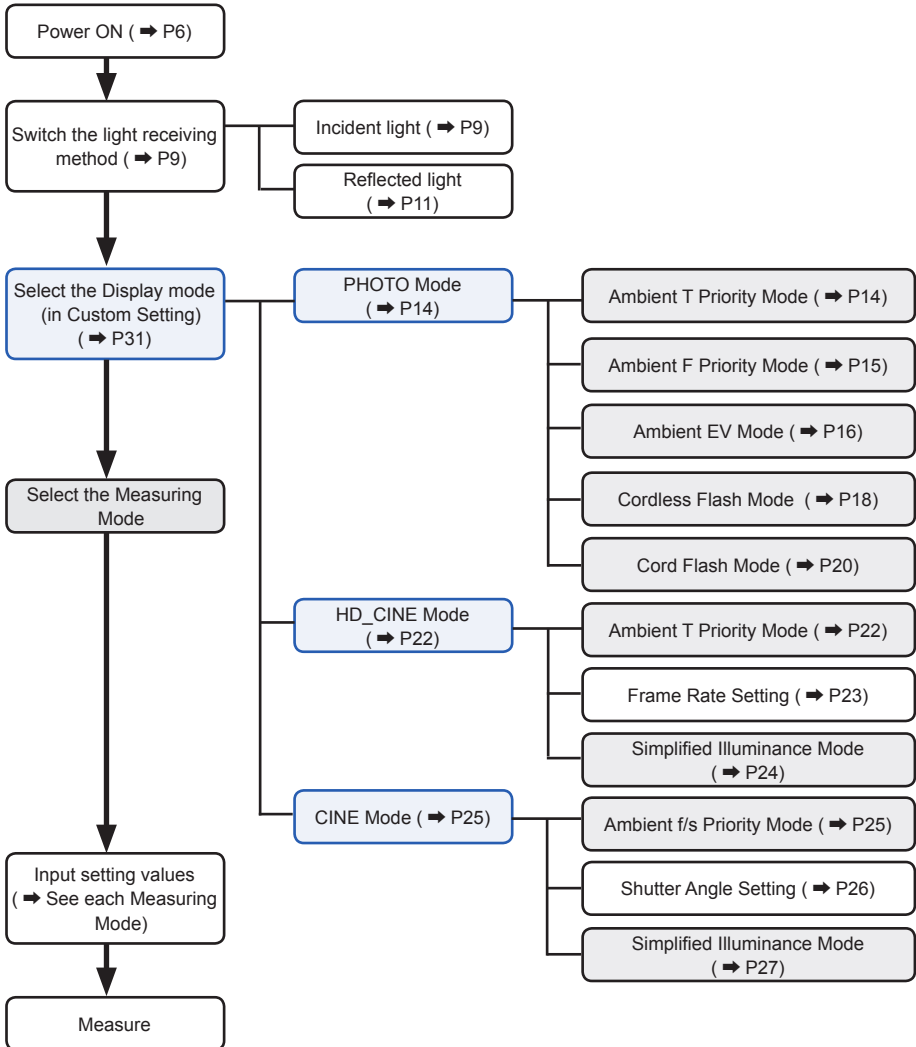 Power ON ( ➡ P6)
Switch the light receiving
method ( ➡ P9)
Incident light ( ➡ P9)
Reflected light
( ➡ P11)
Select the Display mode
(in Custom Setting)
( ➡ P31)
PHOTO Mode
( ➡ P14)
Ambient T Priority Mode ( ➡ P14)
Ambient F Priority Mode ( ➡ P15)
Ambient EV Mode ( ➡ P16)
Cordless Flash Mode ( ➡ P18)
Cord Flash Mode ( ➡ P20)
Select the Measuring
Mode
HD_CINE Mode
( ➡ P22)
Ambient T Priority Mode ( ➡ P22)
Frame Rate Setting ( ➡ P23)
Simplified Illuminance Mode
( ➡ P24)
CINE Mode ( ➡ P25)
Ambient f/s Priority Mode ( ➡ P25)
Shutter Angle Setting ( ➡ P26)
Simplified Illuminance Mode
( ➡ P27)
Input setting values
( ➡ See each Measuring
Mode)
Measure